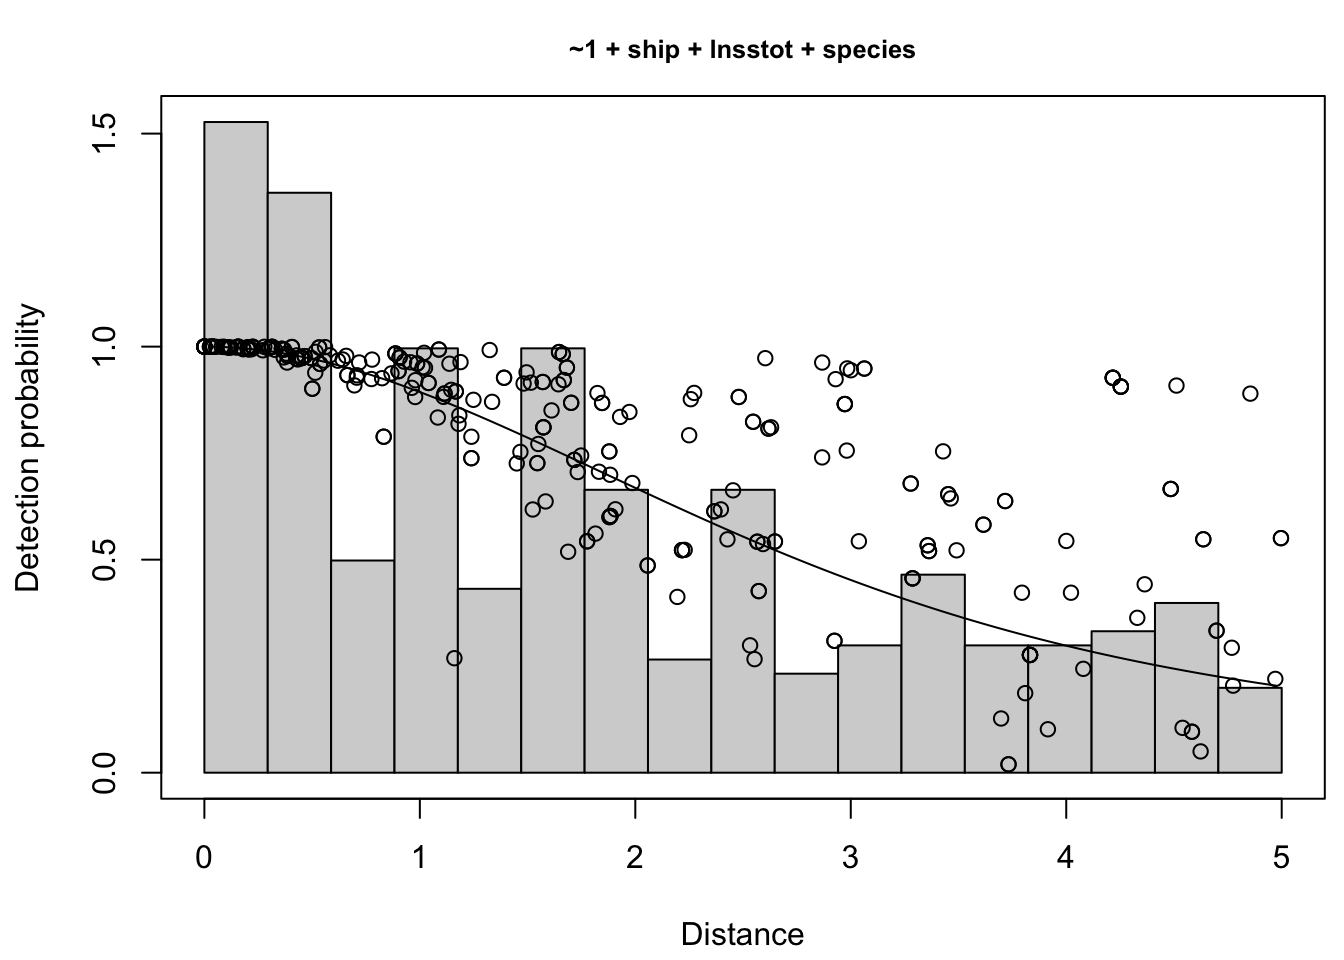 ~1 + ship + lnsstot + species
Detection probability
1.5
1.0
0.5
0.0
0 1 2 3 4 5
Distance